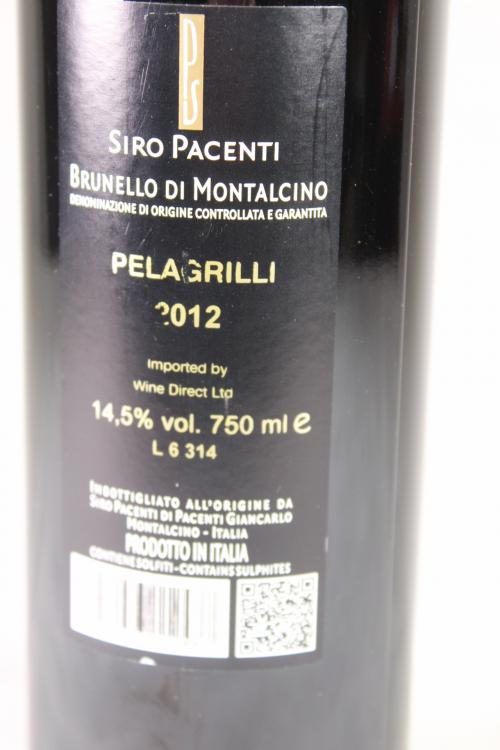 PS
SIRO PACENTI
BRUNELLO DI MONTALCINO
DENOMINAZIONE DI ORIGINE CONTROLLATA E GARANTITA
PELAGRILLI
2012
Imported by
Wine Direct Ltd
14,5% vol. 750 ml e
L 6 314
IMBOTTIGLIATO ALL'ORIGINE DA
SIRO PACENTI DI PACENTI GIANCARLO
MONTALCINO - ITALIA
PRODOTTO IN ITALIA
CONTIENE SOLFITI - CONTAINS SULPHITES